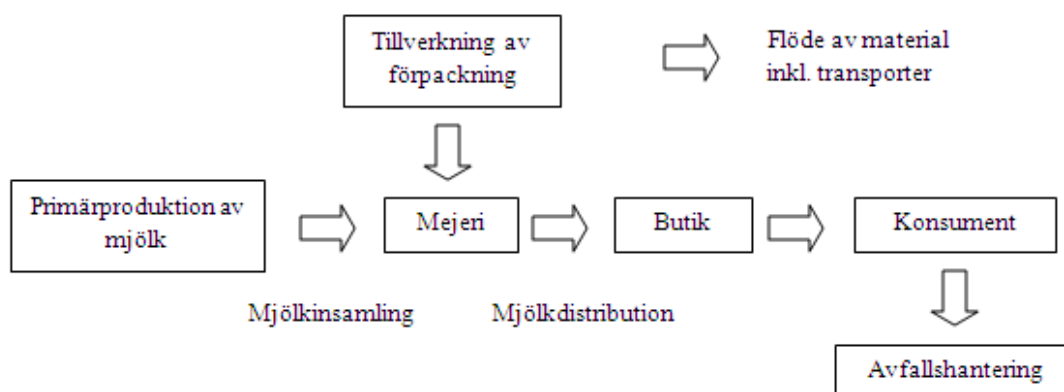 Tillverkning av
förpackning
Flöde av material
inkl. transporter
Primärproduktion av
mjölk
Mejeri
Butik
Konsument
Mjölkinsamling
Mjölkdistribution
Avfallshantering